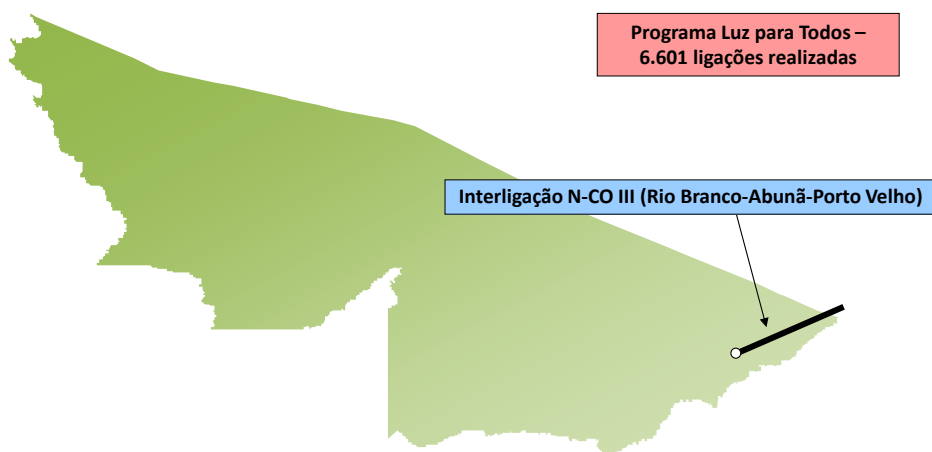 Programa Luz para Todos –
6.601 ligações realizadas
Interligação N-CO III (Rio Branco-Abunã-Porto Velho)